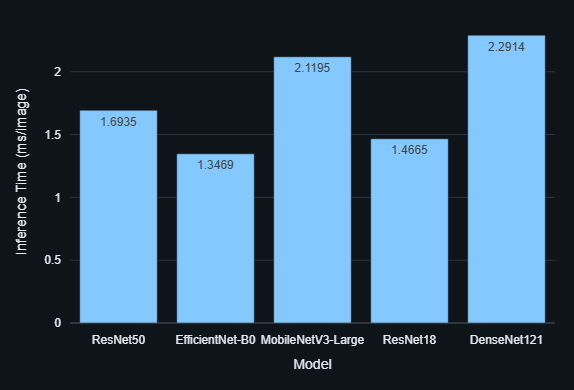 Inference Time (ms/image)
2
1.5
1
0.5
0
1.6935
1.3469
2.1195
1.4665
2.2914
ResNet50
EfficientNet-B0
MobileNetV3-Large
ResNet18
DenseNet121
Model